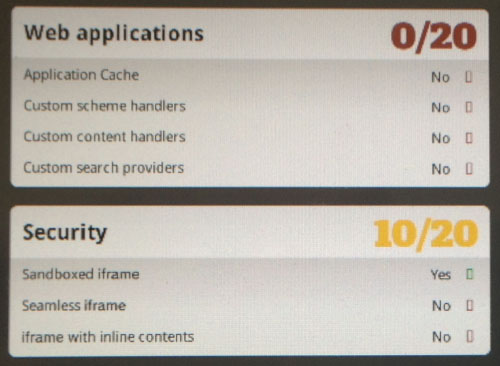 Web applications 0/20
Application Cache No
Custom scheme handlers No
Custom content handlers No
Custom search providers No
Security 10/20
Sandboxed iframe Yes
Seamless iframe No
iframe with inline contents No